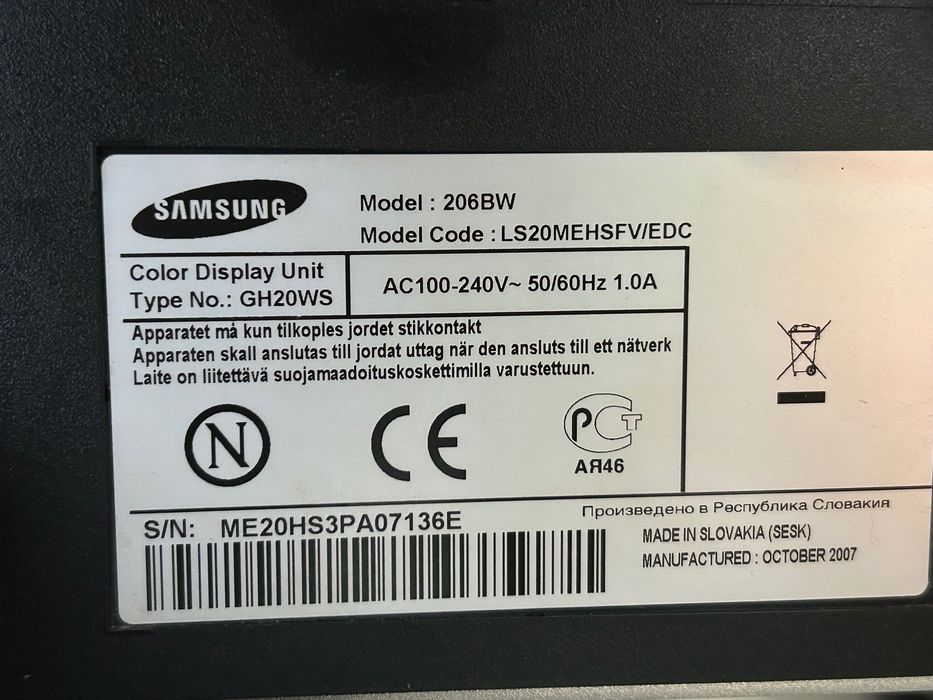 SAMSUNG
Model : 206BW
Model Code : LS20MEHSFV/EDC
Color Display Unit
Type No.: GH20WS
AC100-240V~ 50/60Hz 1.0A
Apparatet må kun tilkoples jordet stikkontakt
Apparaten skall anslutas till jordat uttag när den ansluts till ett nätverk
Laite on liitettävä suojamaadoituskoskettimilla varustettuun.
N
CE
РСТ
АЯ46
S/N: ME20HS3PA07136E
Произведено в Республика Словакия
MADE IN SLOVAKIA (SESK)
MANUFACTURED : OCTOBER 2007